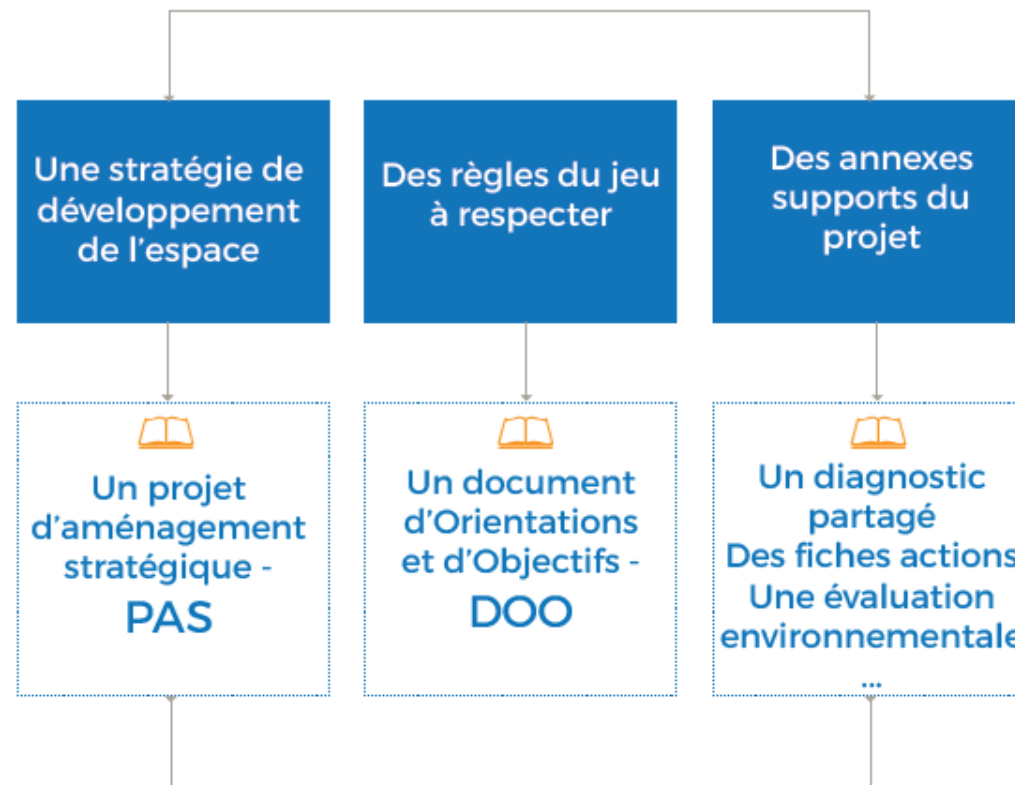 Une stratégie de
développement
de l'espace
Des règles du jeu
à respecter
Des annexes
supports du
projet
Un projet
d'aménagement
stratégique -
PAS
Un document
d'Orientations
et d'Objectifs -
DOO
Un diagnostic
partagé
Des fiches actions
Une évaluation
environnementale
...